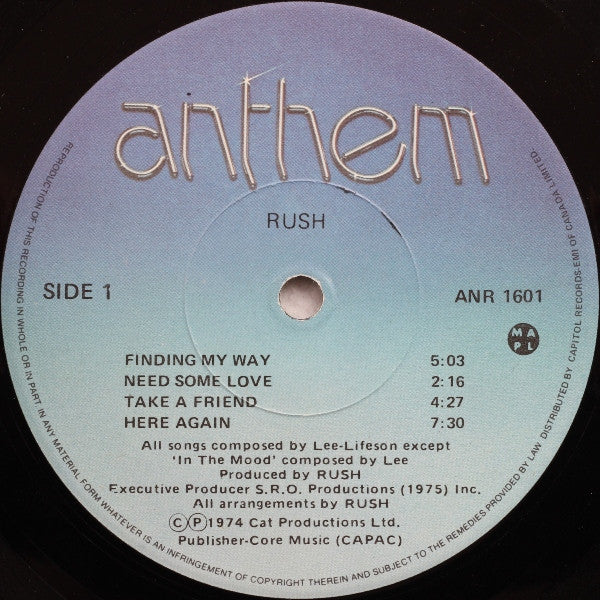 anthem
RUSH
SIDE 1
ANR 1601
M A P L
FINDING MY WAY 5:03
NEED SOME LOVE 2:16
TAKE A FRIEND 4:27
HERE AGAIN 7:30
All songs composed by Lee-Lifeson except
'In The Mood' composed by Lee
Produced by RUSH
Executive Producer S.R.O. Productions (1975) Inc.
All arrangements by RUSH
Ⓒ Ⓟ 1974 Cat Productions Ltd.
Publisher-Core Music (CAPAC)
REPRODUCTION OF THIS RECORDING IN WHOLE OR IN PART, IN ANY MATERIAL FORM WHATEVER IS AN INFRINGEMENT OF COPYRIGHT THEREIN AND SUBJECT TO THE REMEDIES PROVIDED BY LAW DISTRIBUTED BY CAPITOL RECORDS-EMI OF CANADA LIMITED.